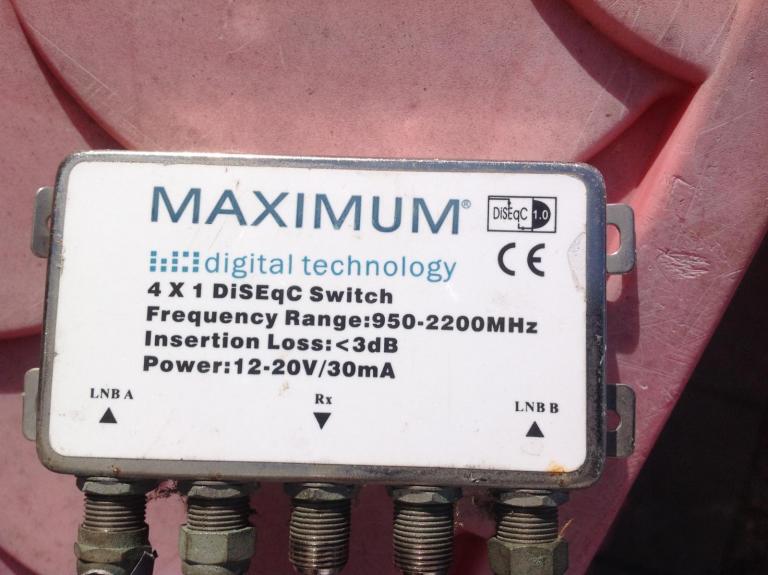 MAXIMUM®
DiSEqC 1.0
digital technology
CE
4 X 1 DiSEqC Switch
Frequency Range:950-2200MHz
Insertion Loss:<3dB
Power:12-20V/30mA
LNB A
Rx
LNB B